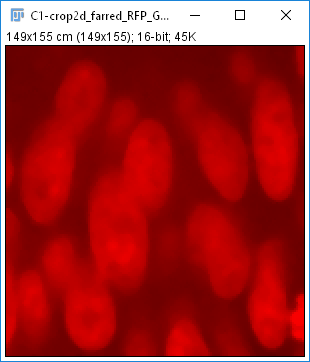 C1-crop2d_farred_RFP_G...
149x155 cm (149x155); 16-bit; 45K